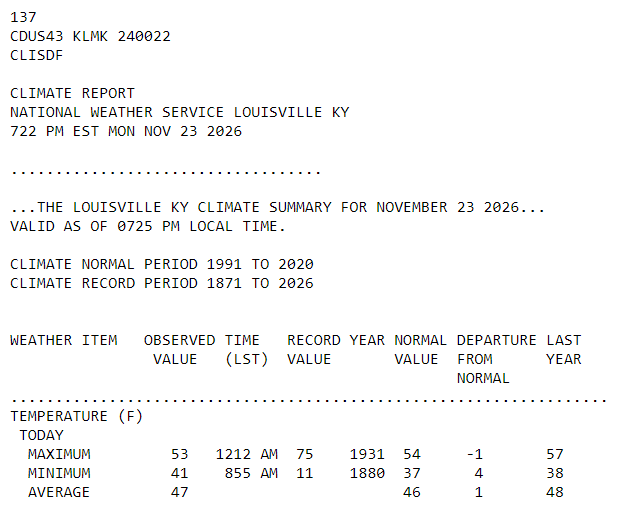 137
CDUS43 KLMK 240022
CLISDF
CLIMATE REPORT
NATIONAL WEATHER SERVICE LOUISVILLE KY
722 PM EST MON NOV 23 2026
...................................
...THE LOUISVILLE KY CLIMATE SUMMARY FOR NOVEMBER 23 2026...
VALID AS OF 0725 PM LOCAL TIME.
CLIMATE NORMAL PERIOD 1991 TO 2020
CLIMATE RECORD PERIOD 1871 TO 2026
WEATHER ITEM   OBSERVED TIME   RECORD YEAR NORMAL DEPARTURE LAST
                VALUE   (LST)  VALUE       VALUE  FROM      YEAR
                                                  NORMAL
...................................................................
TEMPERATURE (F)
 TODAY
  MAXIMUM         53   1212 AM  75    1931  54     -1       57
  MINIMUM         41    855 AM  11    1880  37      4       38
  AVERAGE         47                        46      1       48